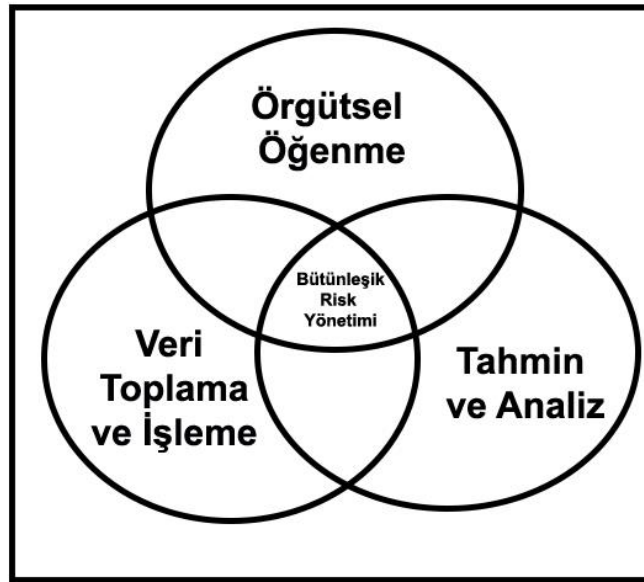 Örgütsel
Öğenme
Bütünleşik
Risk
Yönetimi
Veri
Toplama
ve İşleme
Tahmin
ve Analiz